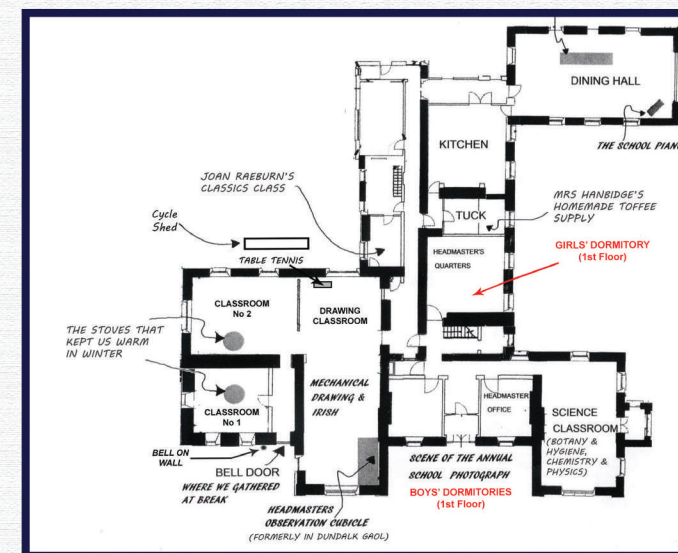 DINING HALL
THE SCHOOL PIANO
KITCHEN
JOAN RAEBURN'S
CLASSICS CLASS
TUCK
MRS HANBIDGE'S
HOMEMADE TOFFEE
SUPPLY
Cycle
Shed
HEADMASTER'S
QUARTERS
GIRLS' DORMITORY
(1st Floor)
TABLE TENNIS
CLASSROOM
No 2
DRAWING
CLASSROOM
THE STOVES THAT
KEPT US WARM
IN WINTER
MECHANICAL
DRAWING &
IRISH
HEADMASTER
OFFICE
CLASSROOM
No 1
SCIENCE
CLASSROOM
(BOTANY &
HYGIENE,
CHEMISTRY &
PHYSICS)
BELL ON
WALL
BELL DOOR
WHERE WE GATHERED
AT BREAK
SCENE OF THE ANNUAL
SCHOOL PHOTOGRAPH
BOYS' DORMITORIES
(1st Floor)
HEADMASTERS
OBSERVATION CUBICLE
(FORMERLY IN DUNDALK GAOL)